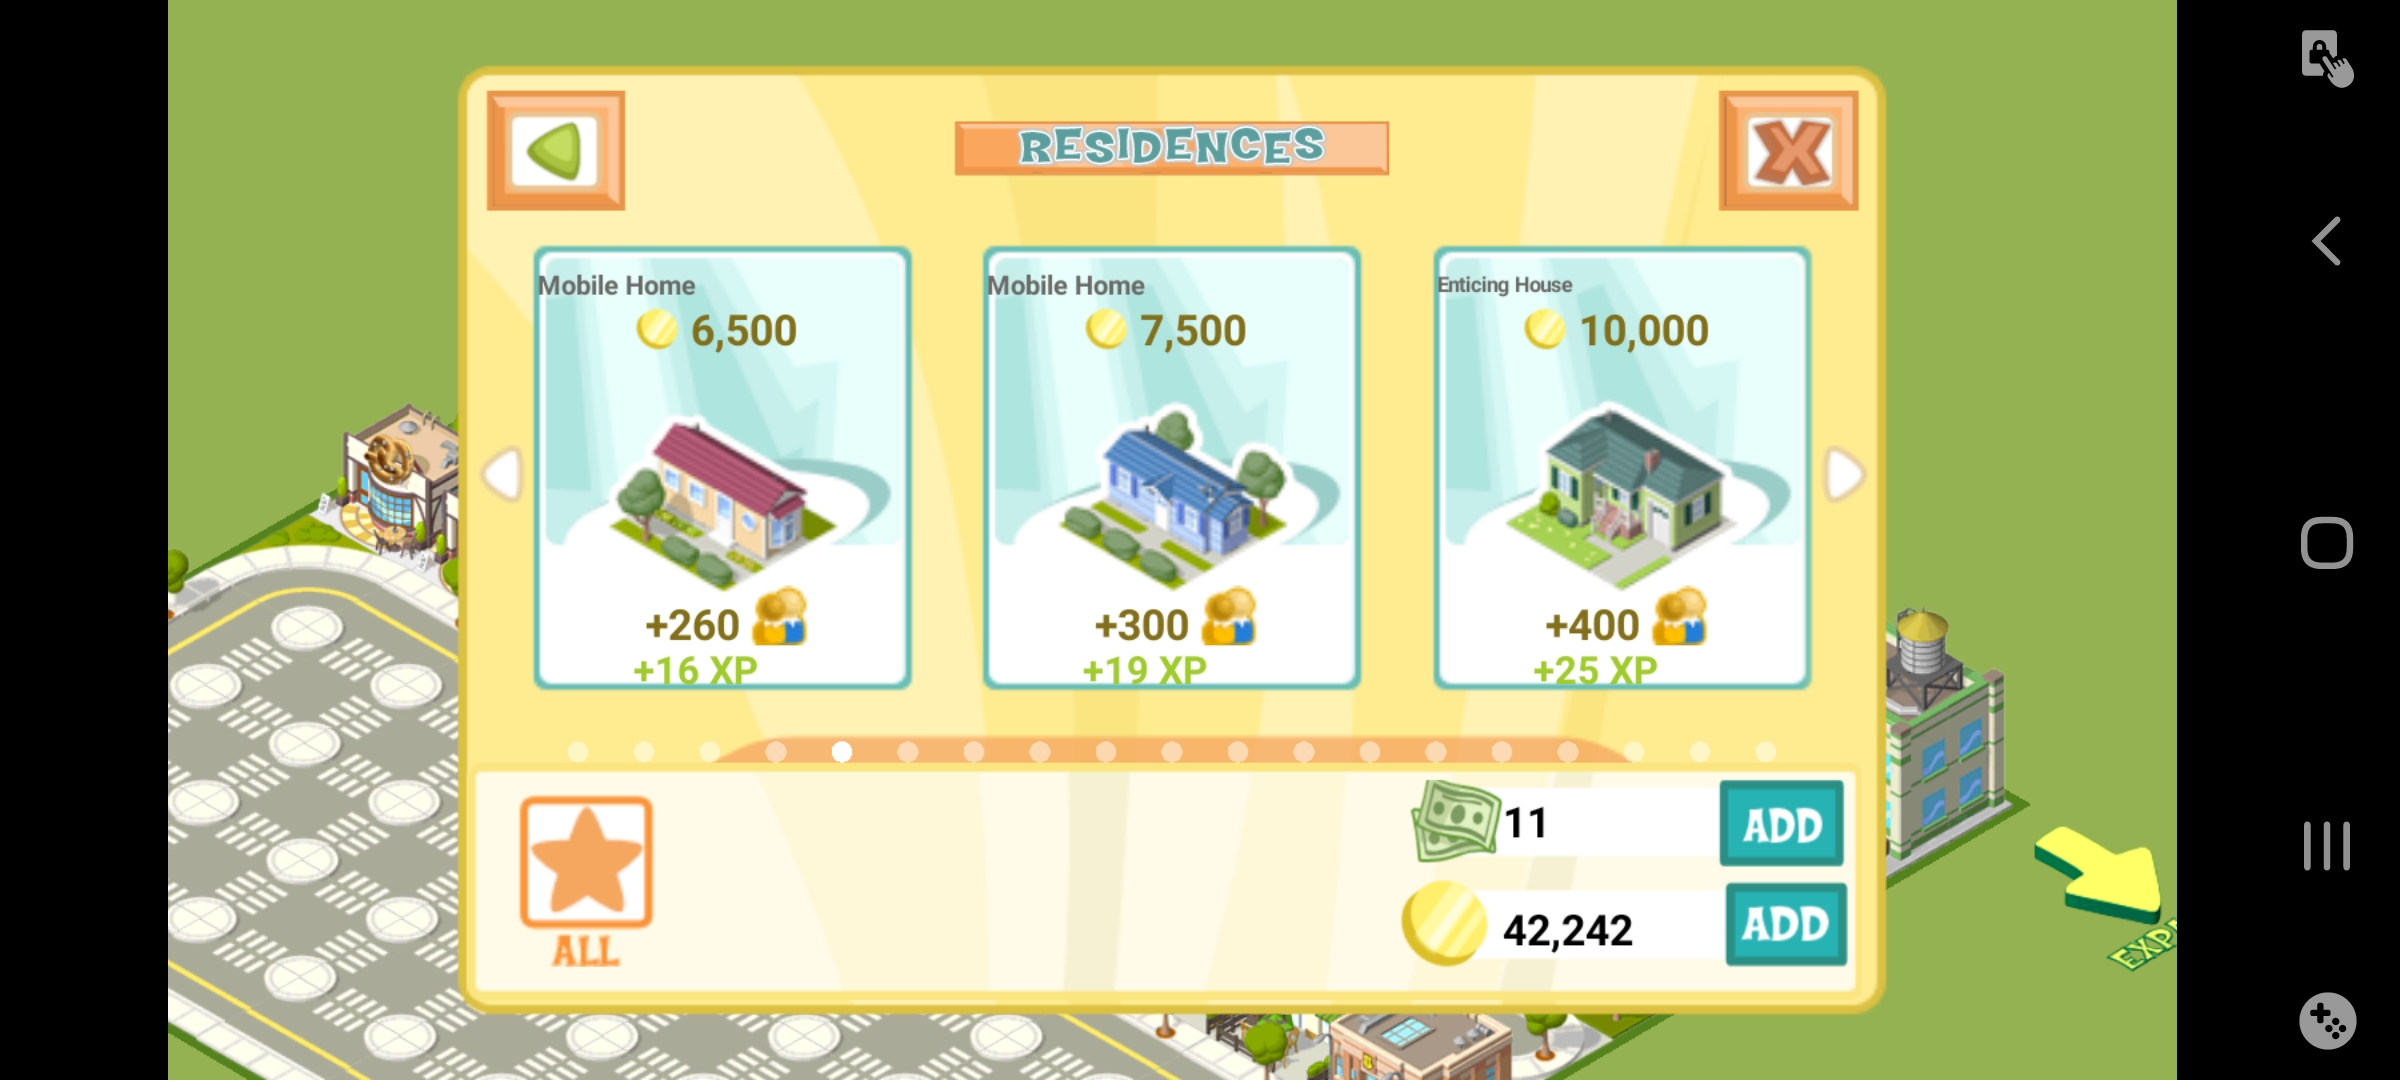 RESIDENCES
Mobile Home
6,500
+260
+16 XP
Mobile Home
7,500
+300
+19 XP
Enticing House
10,000
+400
+25 XP
ALL
11
ADD
42,242
ADD